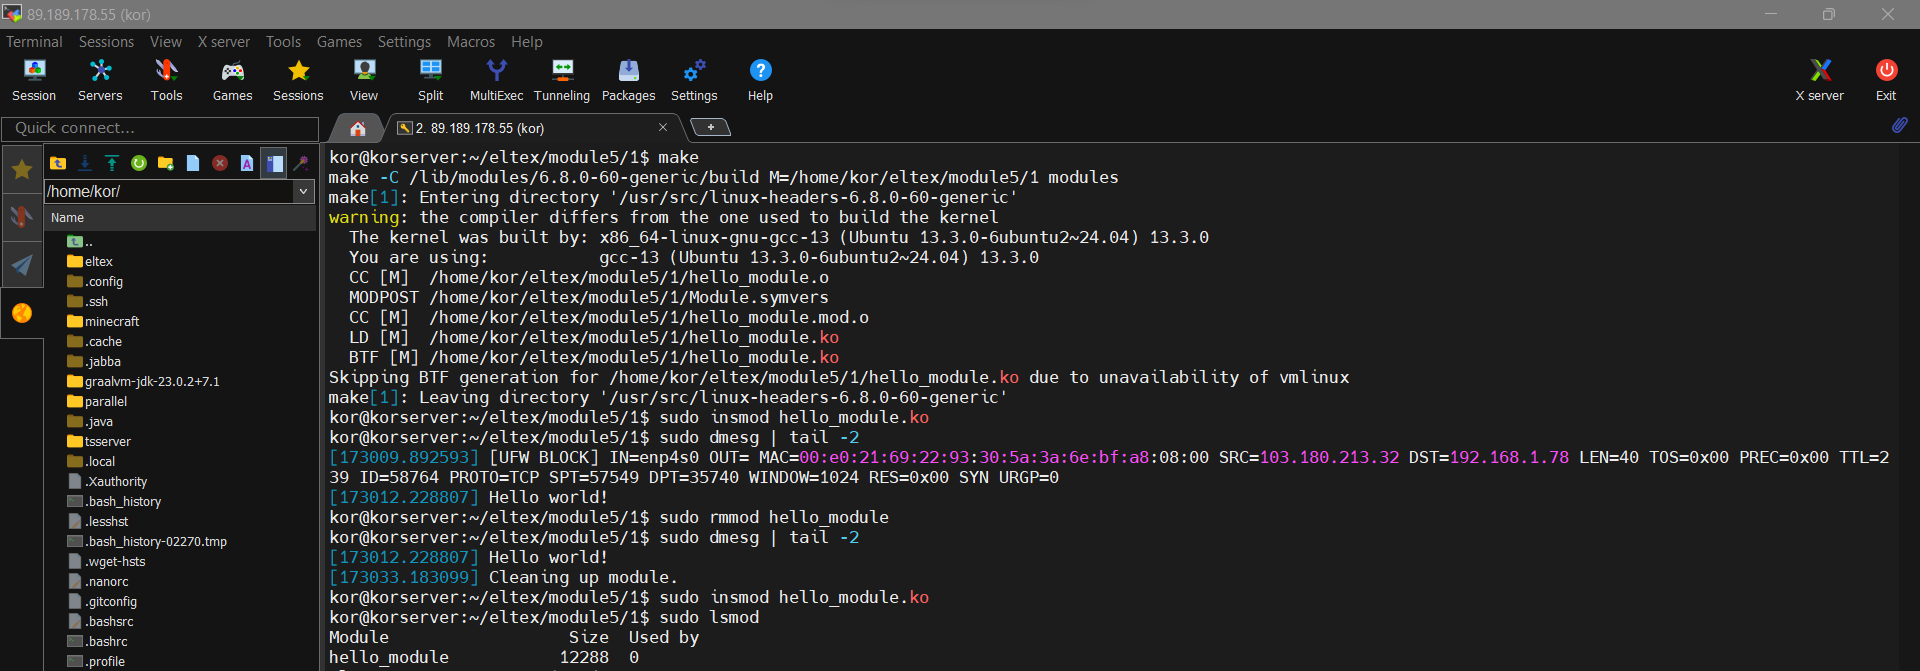 89.189.178.55 (kor)
Terminal Sessions View X server Tools Games Settings Macros Help
Session Servers Tools Games Sessions View Split MultiExec Tunneling Packages Settings Help X server Exit
Quick connect...
2. 89.189.178.55 (kor)
/home/kor/
Name
..
eltex
.config
.ssh
minecraft
.cache
.jabba
graalvm-jdk-23.0.2+7.1
parallel
.java
tsserver
.local
.Xauthority
.bash_history
.lesshst
.bash_history-02270.tmp
.wget-hsts
.nanorc
.gitconfig
.bashsrc
.bashrc
.profile
kor@korserver:~/eltex/module5/1$ make
make -C /lib/modules/6.8.0-60-generic/build M=/home/kor/eltex/module5/1 modules
make[1]: Entering directory '/usr/src/linux-headers-6.8.0-60-generic'
warning: the compiler differs from the one used to build the kernel
The kernel was built by: x86_64-linux-gnu-gcc-13 (Ubuntu 13.3.0-6ubuntu2~24.04) 13.3.0
You are using: gcc-13 (Ubuntu 13.3.0-6ubuntu2~24.04) 13.3.0
CC [M] /home/kor/eltex/module5/1/hello_module.o
MODPOST /home/kor/eltex/module5/1/Module.symvers
CC [M] /home/kor/eltex/module5/1/hello_module.mod.o
LD [M] /home/kor/eltex/module5/1/hello_module.ko
BTF [M] /home/kor/eltex/module5/1/hello_module.ko
Skipping BTF generation for /home/kor/eltex/module5/1/hello_module.ko due to unavailability of vmlinux
make[1]: Leaving directory '/usr/src/linux-headers-6.8.0-60-generic'
kor@korserver:~/eltex/module5/1$ sudo insmod hello_module.ko
kor@korserver:~/eltex/module5/1$ sudo dmesg | tail -2
[173009.892593] [UFW BLOCK] IN=enp4s0 OUT= MAC=00:e0:21:69:22:93:30:5a:3a:6e:bf:a8:08:00 SRC=103.180.213.32 DST=192.168.1.78 LEN=40 TOS=0x00 PREC=0x00 TTL=2
39 ID=58764 PROTO=TCP SPT=57549 DPT=35740 WINDOW=1024 RES=0x00 SYN URGP=0
[173012.228807] Hello world!
kor@korserver:~/eltex/module5/1$ sudo rmmod hello_module
kor@korserver:~/eltex/module5/1$ sudo dmesg | tail -2
[173012.228807] Hello world!
[173033.183099] Cleaning up module.
kor@korserver:~/eltex/module5/1$ sudo insmod hello_module.ko
kor@korserver:~/eltex/module5/1$ sudo lsmod
Module Size Used by
hello_module 12288 0